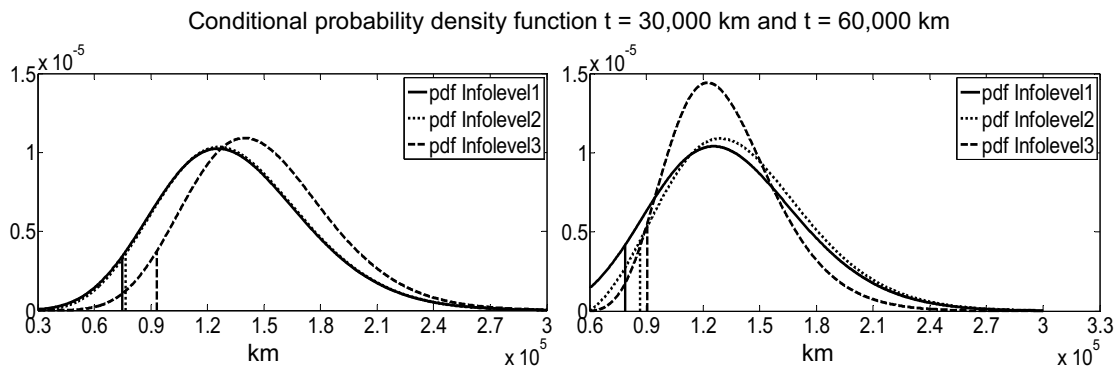 Conditional probability density function t = 30,000 km and t = 60,000 km
1.5 x 10^-5
1
0.5
0
0.3 0.6 0.9 1.2 1.5 1.8 2.1 2.4 2.7 3
x 10^5
km
pdf Infolevel1
pdf Infolevel2
pdf Infolevel3
1.5 x 10^-5
1
0.5
0
0.6 0.9 1.2 1.5 1.8 2.1 2.4 2.7 3 3.3
x 10^5
km
pdf Infolevel1
pdf Infolevel2
pdf Infolevel3